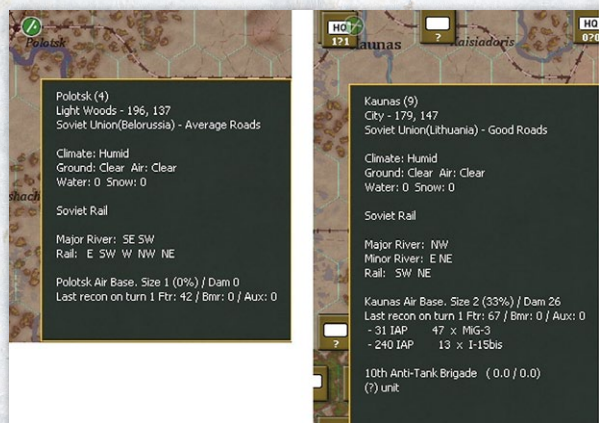 Polotsk
Polotsk (4)
Light Woods - 196, 137
Soviet Union(Belorussia) - Average Roads
Climate: Humid
Ground: Clear Air: Clear
Water: 0 Snow: 0
Soviet Rail
Major River: SE SW
Rail: E SW W NW NE
Polotsk Air Base. Size 1 (0%) / Dam 0
Last recon on turn 1 Ftr: 42 / Bmr: 0 / Aux: 0
HQ
1?1
?
HQ
0?0
aunas
aisiadoris
Kaunas (9)
City - 179, 147
Soviet Union(Lithuania) - Good Roads
Climate: Humid
Ground: Clear Air: Clear
Water: 0 Snow: 0
Soviet Rail
Major River: NW
Minor River: E NE
Rail: SW NE
Kaunas Air Base. Size 2 (33%) / Dam 26
Last recon on turn 1 Ftr: 67 / Bmr: 0 / Aux: 0
- 31 IAP 47 x MiG-3
- 240 IAP 13 x I-15bis
10th Anti-Tank Brigade ( 0.0 / 0.0)
(?) unit
?